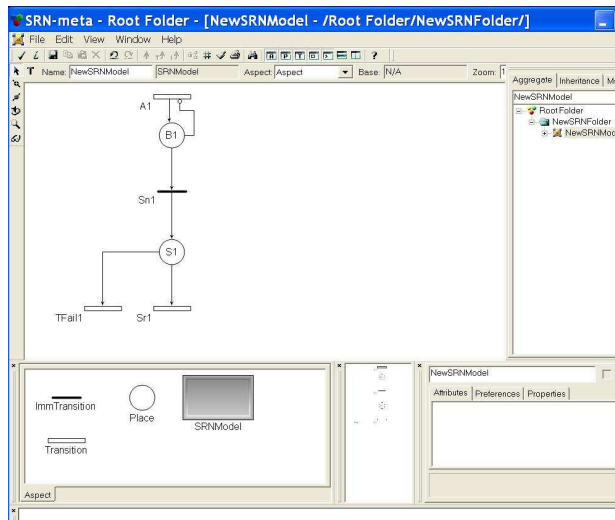 SRN-meta - Root Folder - [NewSRNModel - /Root Folder/NewSRNFolder/]
File Edit View Window Help
Name: NewSRNModel SRNModel Aspect: Aspect Base: N/A Zoom: 1
Aggregate Inheritance M
NewSRNModel
Root Folder
NewSRNFolder
NewSRNMod
A1
B1
Sn1
S1
TFail1 Sr1
ImmTransition
Place
SRNModel
Transition
Aspect
NewSRNModel
Attributes Preferences Properties